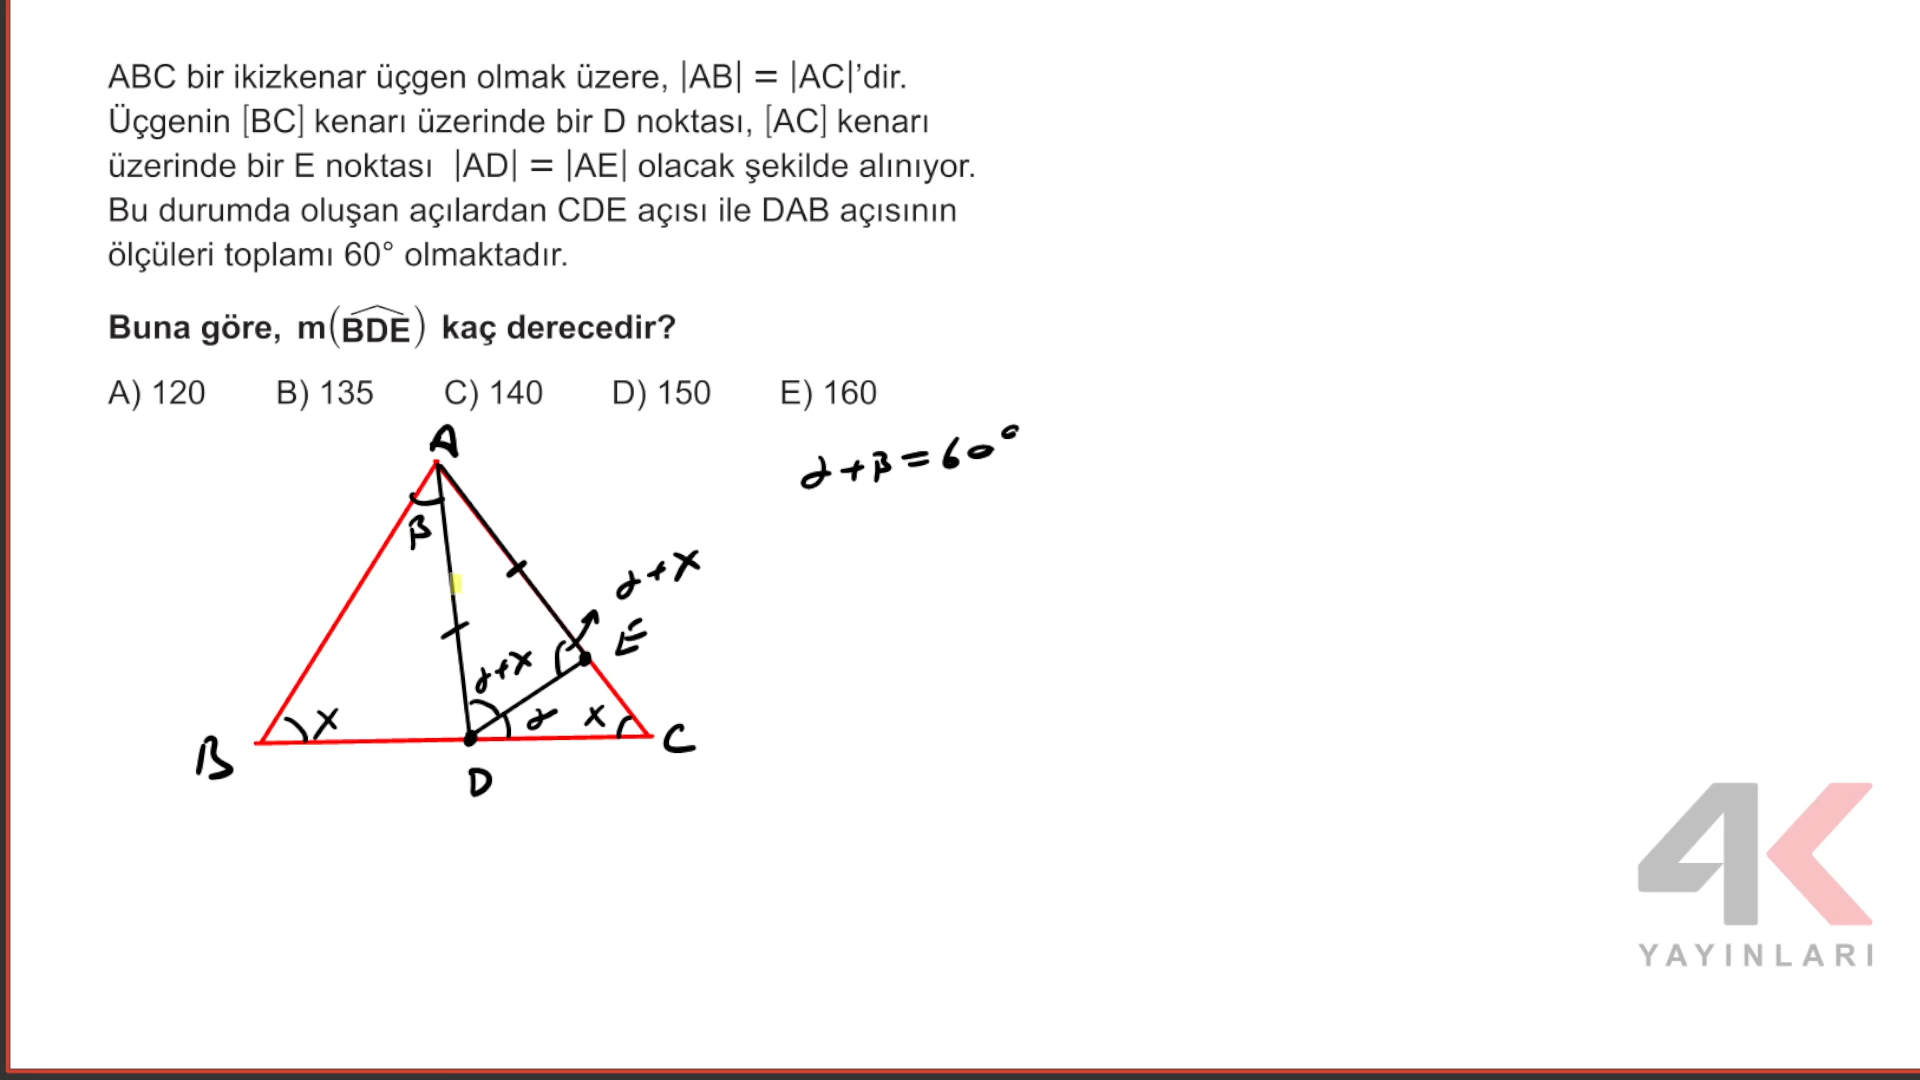 ABC bir ikizkenar üçgen olmak üzere, |AB| = |AC|’dir.
Üçgenin [BC] kenarı üzerinde bir D noktası, [AC] kenarı
üzerinde bir E noktası |AD| = |AE| olacak şekilde alınıyor.
Bu durumda oluşan açılardan CDE açısı ile DAB açısının
ölçüleri toplamı 60° olmaktadır.
Buna göre, m(BDE) kaç derecedir?
A) 120 B) 135 C) 140 D) 150 E) 160
α+β=60°
A
β
α+x
E
α+x
x
α
x
B
C
D
4K
YAYINLARI